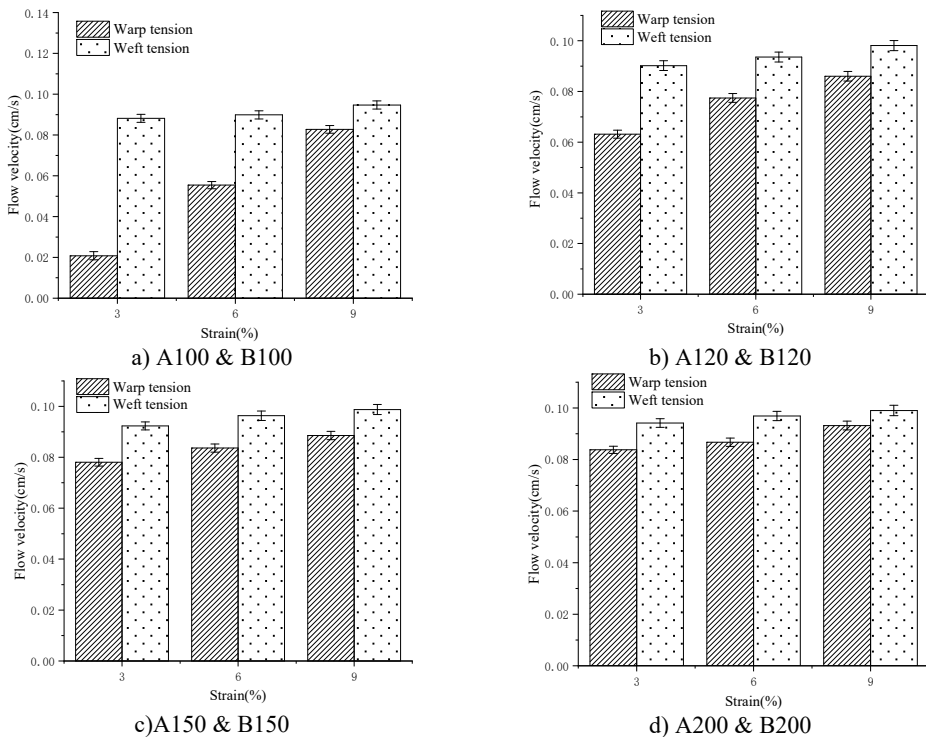 Warp tension
Weft tension
0.14
0.12
0.10
0.08
0.06
0.04
0.02
0.00
Flow velocity(cm/s)
3
6
9
Strain(%)
a) A100 & B100
Warp tension
Weft tension
0.10
0.08
0.06
0.04
0.02
0.00
Flow velocity(cm/s)
3
6
9
Strain(%)
b) A120 & B120
Warp tension
Weft tension
0.10
0.08
0.06
0.04
0.02
0.00
Flow velocity(cm/s)
3
6
9
Strain(%)
c)A150 & B150
Warp tension
Weft tension
0.10
0.08
0.06
0.04
0.02
0.00
Flow velocity(cm/s)
3
6
9
Strain(%)
d) A200 & B200